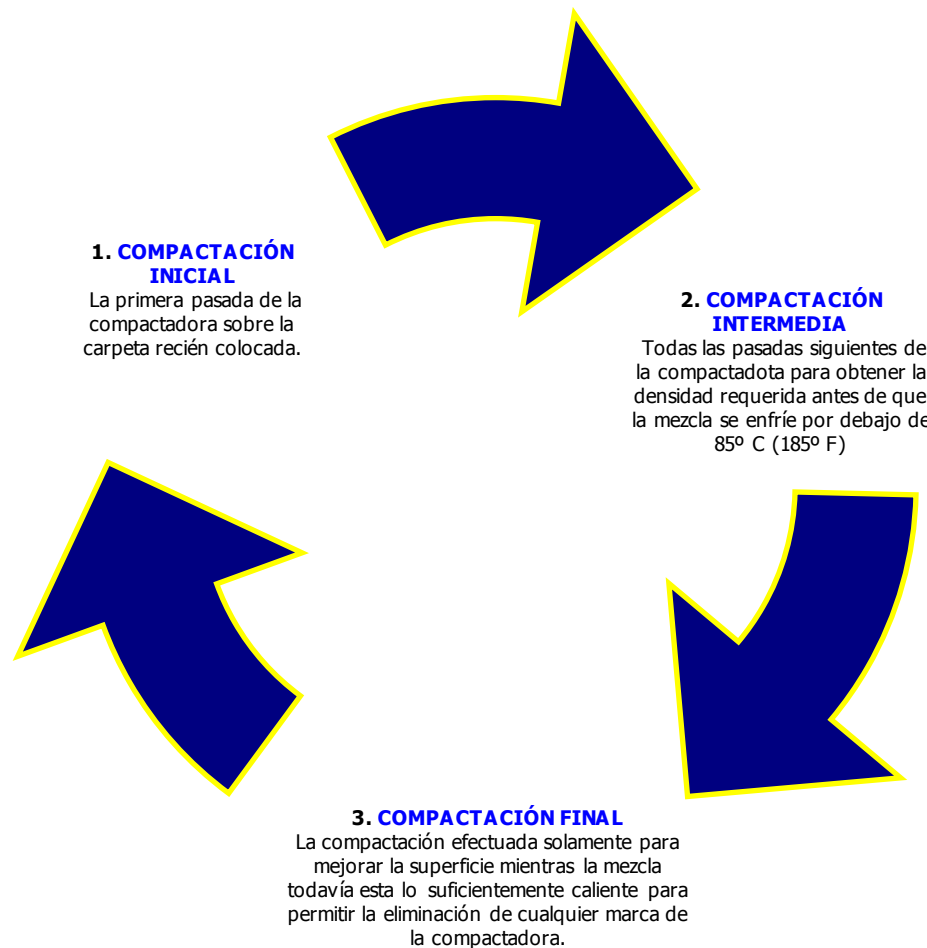 1. COMPACTACIÓN
INICIAL
La primera pasada de la
compactadora sobre la
carpeta recién colocada.
2. COMPACTACIÓN
INTERMEDIA
Todas las pasadas siguientes de
la compactadota para obtener la
densidad requerida antes de que
la mezcla se enfríe por debajo de
85º C (185º F)
3. COMPACTACIÓN FINAL
La compactación efectuada solamente para
mejorar la superficie mientras la mezcla
todavía esta lo suficientemente caliente para
permitir la eliminación de cualquier marca de
la compactadora.